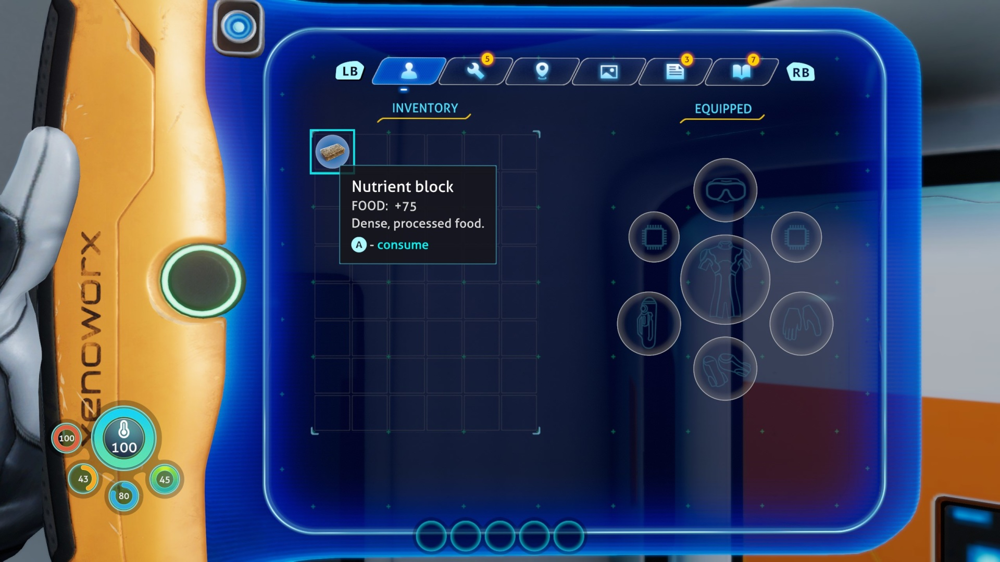 LB
5
3
7
RB
INVENTORY
EQUIPPED
Nutrient block
FOOD: +75
Dense, processed food.
A - consume
xenoworx
100
100
43
45
80